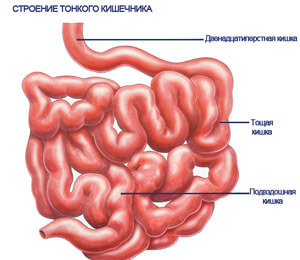 СТРОЕНИЕ ТОНКОГО КИШЕЧНИКА
Двенадцатиперстная кишка
Тощая
кишка
Подвздошная
кишка